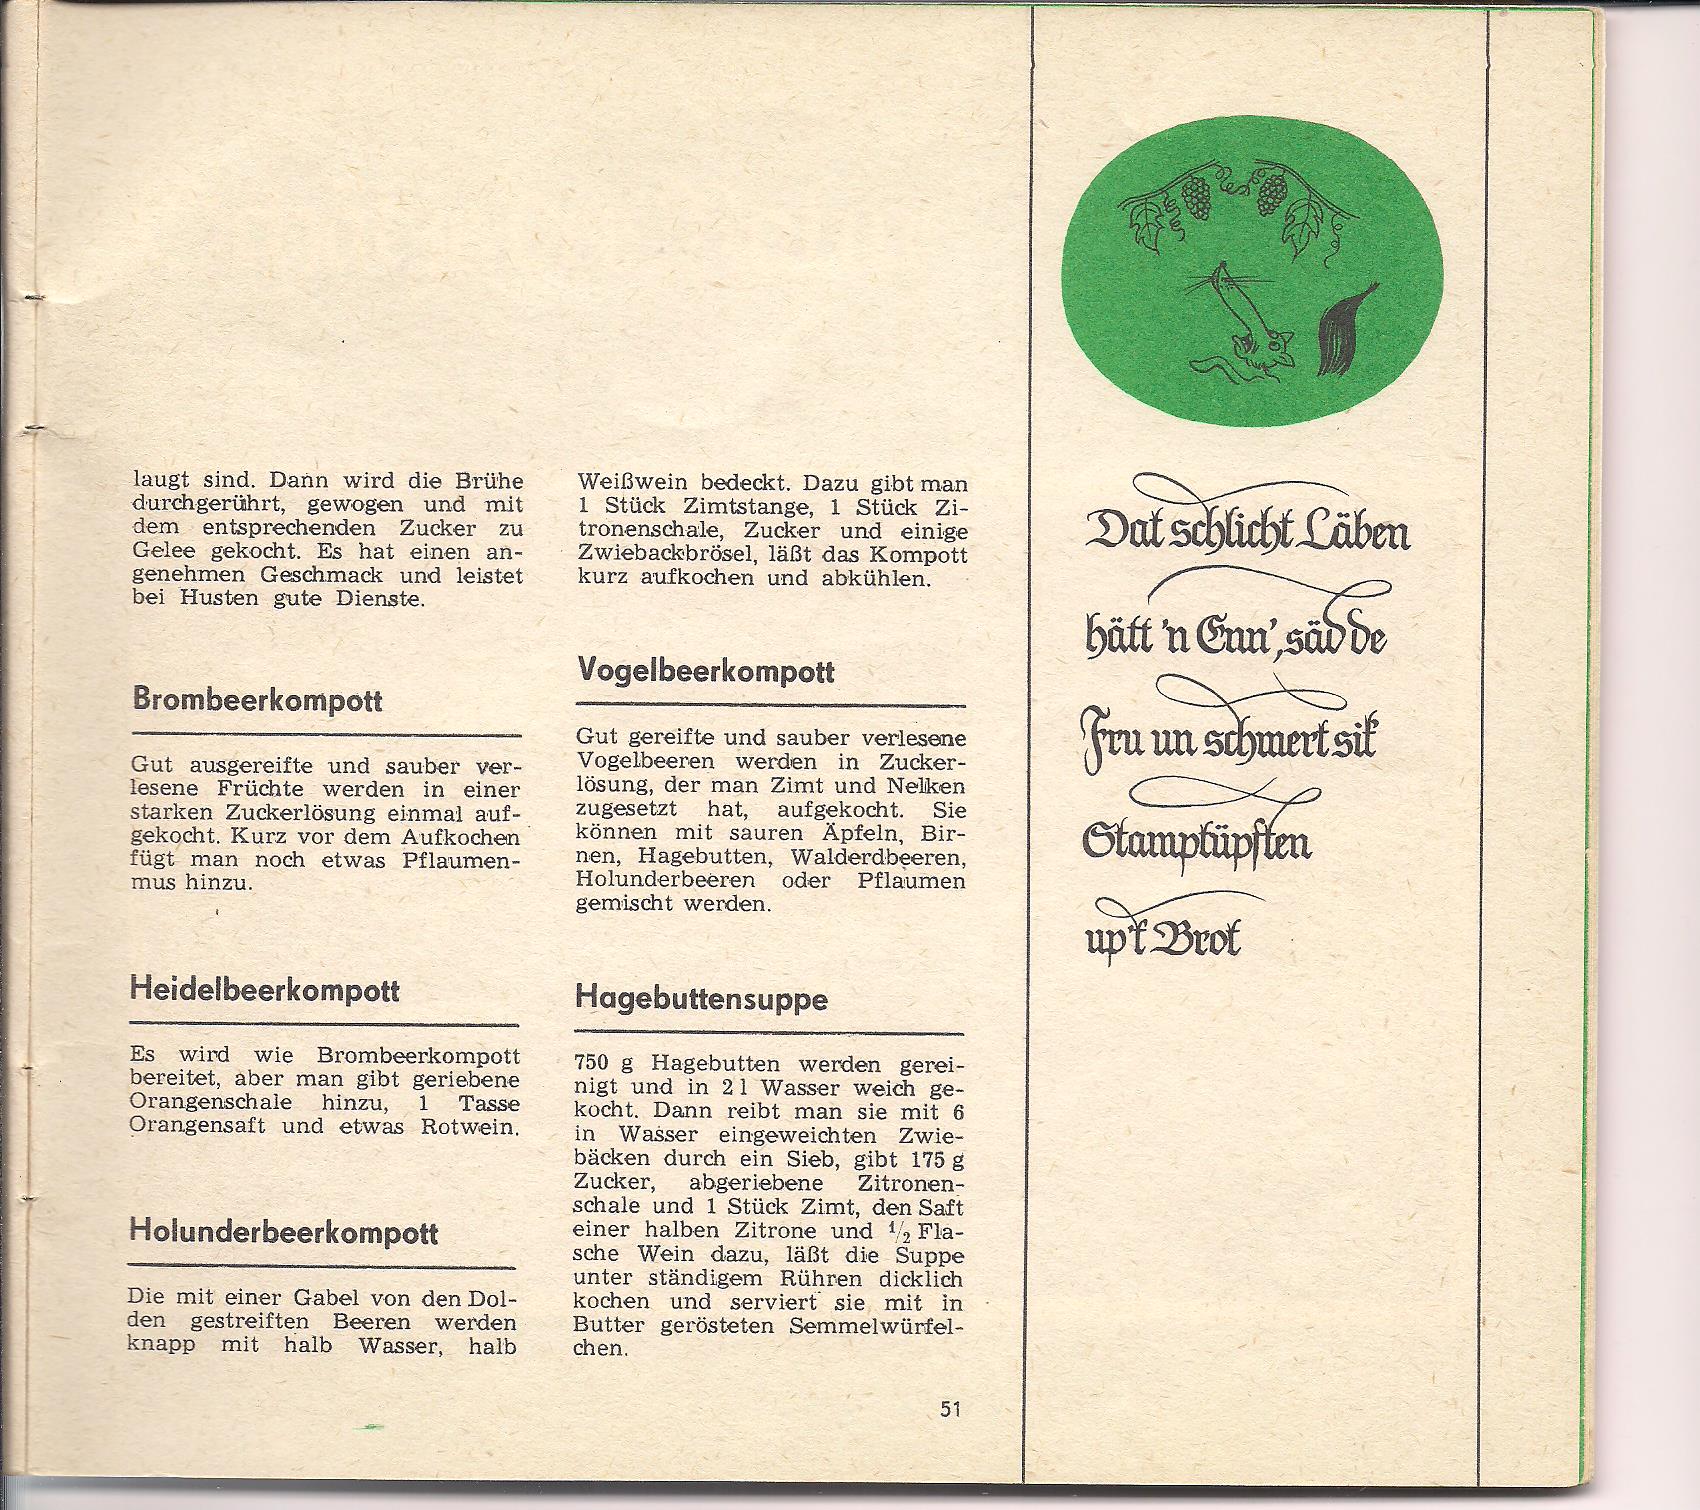 laugt sind. Dann wird die Brühe
durchgerührt, gewogen und mit
dem entsprechenden Zucker zu
Gelee gekocht. Es hat einen an-
genehmen Geschmack und leistet
bei Husten gute Dienste.
Brombeerkompott
Gut ausgereifte und sauber ver-
lesene Früchte werden in einer
starken Zuckerlösung einmal auf-
gekocht. Kurz vor dem Aufkochen
fügt man noch etwas Pflaumen-
mus hinzu.
Heidelbeerkompott
Es wird wie Brombeerkompott
bereitet, aber man gibt geriebene
Orangenschale hinzu, 1 Tasse
Orangensaft und etwas Rotwein.
Holunderbeerkompott
Die mit einer Gabel von den Dol-
den gestreiften Beeren werden
knapp mit halb Wasser, halb
Weißwein bedeckt. Dazu gibt man
1 Stück Zimtstange, 1 Stück Zi-
tronenschale, Zucker und einige
Zwiebackbrösel, läßt das Kompott
kurz aufkochen und abkühlen.
Vogelbeerkompott
Gut gereifte und sauber verlesene
Vogelbeeren werden in Zucker-
lösung, der man Zimt und Nelken
zugesetzt hat, aufgekocht. Sie
können mit sauren Äpfeln, Bir-
nen, Hagebutten, Walderdbeeren,
Holunderbeeren oder Pflaumen
gemischt werden.
Hagebuttensuppe
750 g Hagebutten werden gerei-
nigt und in 2 l Wasser weich ge-
kocht. Dann reibt man sie mit 6
in Wasser eingeweichten Zwie-
bäcken durch ein Sieb, gibt 175 g
Zucker, abgeriebene Zitronen-
schale und 1 Stück Zimt, den Saft
einer halben Zitrone und 1/2 Fla-
sche Wein dazu, läßt die Suppe
unter ständigem Rühren dicklich
kochen und serviert sie mit in
Butter gerösteten Semmelwürfel-
chen.
51
Dat schlicht Läben
hätt 'n Enn', säd de
Fru un schmert sik
Stamptüpften
up't Brot